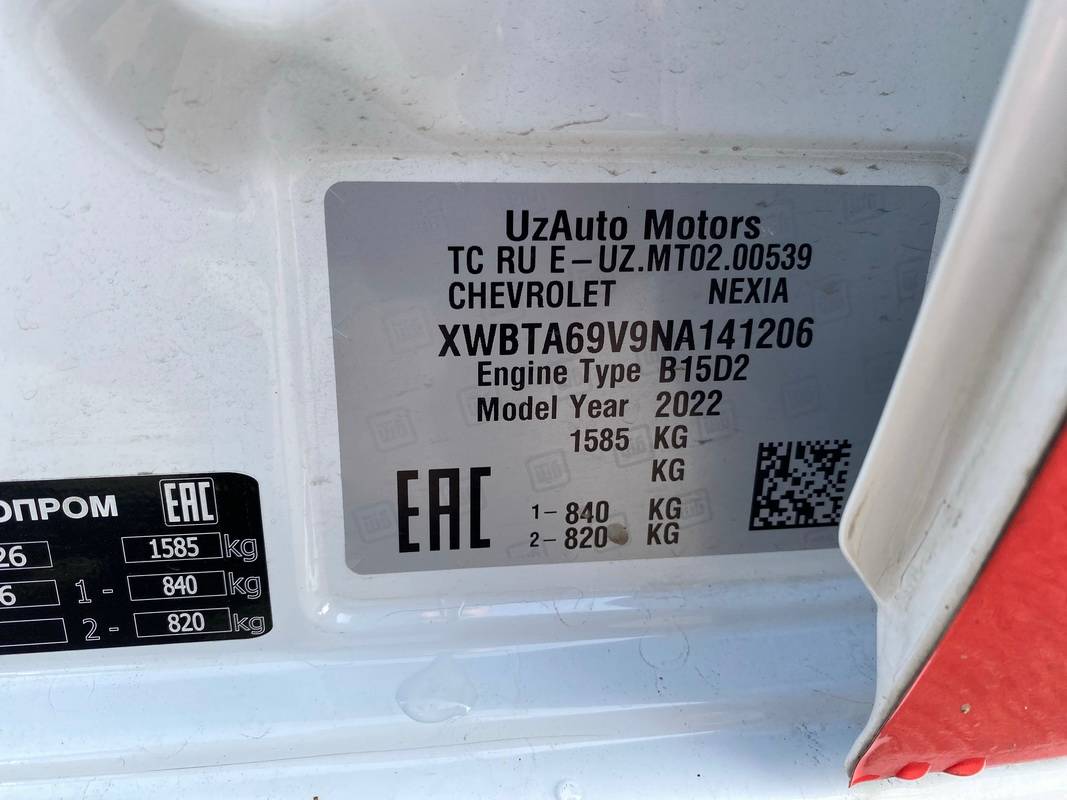 UzAuto Motors
TC RU E-UZ.MT02.00539
CHEVROLET NEXIA
XWBTA69V9NA141206
Engine Type B15D2
Model Year 2022
1585 KG
KG
EAC
1- 840 KG
2- 820 KG
ОПРОМ EAC
26 1585 kg
6 1- 840 kg
2- 820 kg